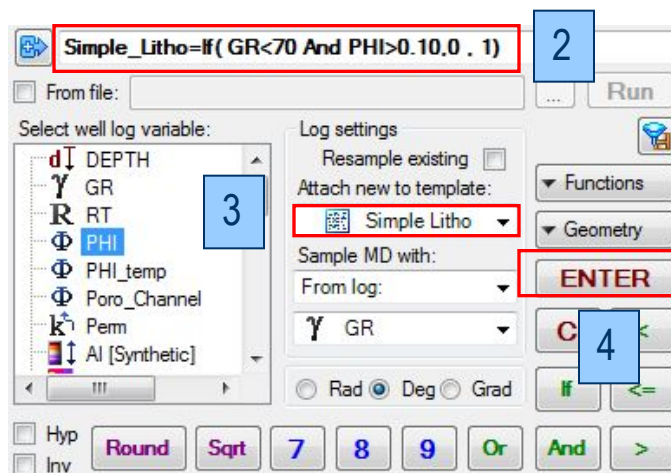 Simple_Litho=If( GR<70 And PHI>0.10,0 , 1)
2
From file:
...
Run
Select well log variable:
DEPTH
GR
RT
PHI
PHI_temp
Poro_Channel
Perm
AI [Synthetic]
3
Log settings
Resample existing
Attach new to template:
Simple Litho
Sample MD with:
From log:
GR
Rad
Deg
Grad
Functions
Geometry
ENTER
C
<
4
If
<=
Hyp
Inv
Round
Sqrt
7
8
9
Or
And
>